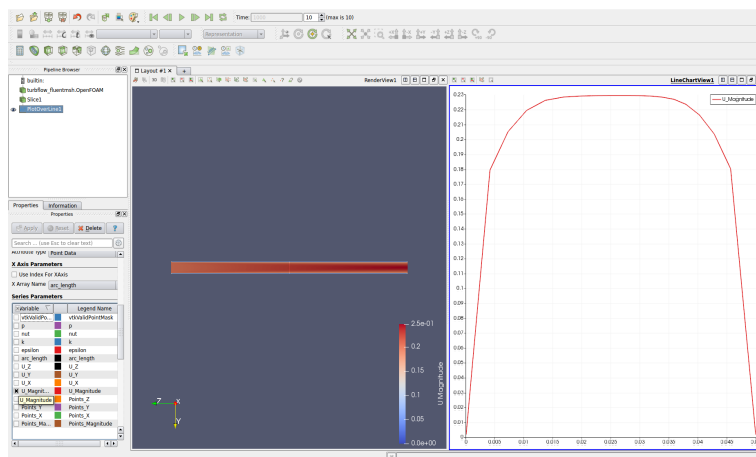 Time:
10
(max is 10)
Representation
Pipeline Browser
builtin:
turbflow_fluentmsh.OpenFOAM
Slice1
PlotOverLine1
Properties
Information
Properties
Apply
Reset
Delete
?
Search ... (use Esc to clear text)
Attribute Type
Point Data
X Axis Parameters
Use Index For XAxis
X Array Name
arc_length
Series Parameters
Variable
Legend Name
vtkValidPo...
vtkValidPointMask
p
p
nut
nut
k
k
epsilon
epsilon
arc_length
arc_length
U_Z
U_Z
U_Y
U_Y
U_X
U_X
U_Magnit...
U_Magnitude
U_Magnitude
Points_Z
Points_Y
Points_Y
Points_X
Points_X
Points_Ma...
Points_Magnitude
Layout #1
RenderView1
Z
X
Y
2.5e-01
0.2
0.15
0.1
0.05
0.0e+00
U Magnitude
LineChartView1
U_Magnitude
0.23
0.22
0.21
0.2
0.19
0.18
0.17
0.16
0.15
0.14
0.13
0.12
0.11
0.1
0.09
0.08
0.07
0.06
0.05
0.04
0.03
0.02
0.01
0
0
0.005
0.01
0.015
0.02
0.025
0.03
0.035
0.04
0.045